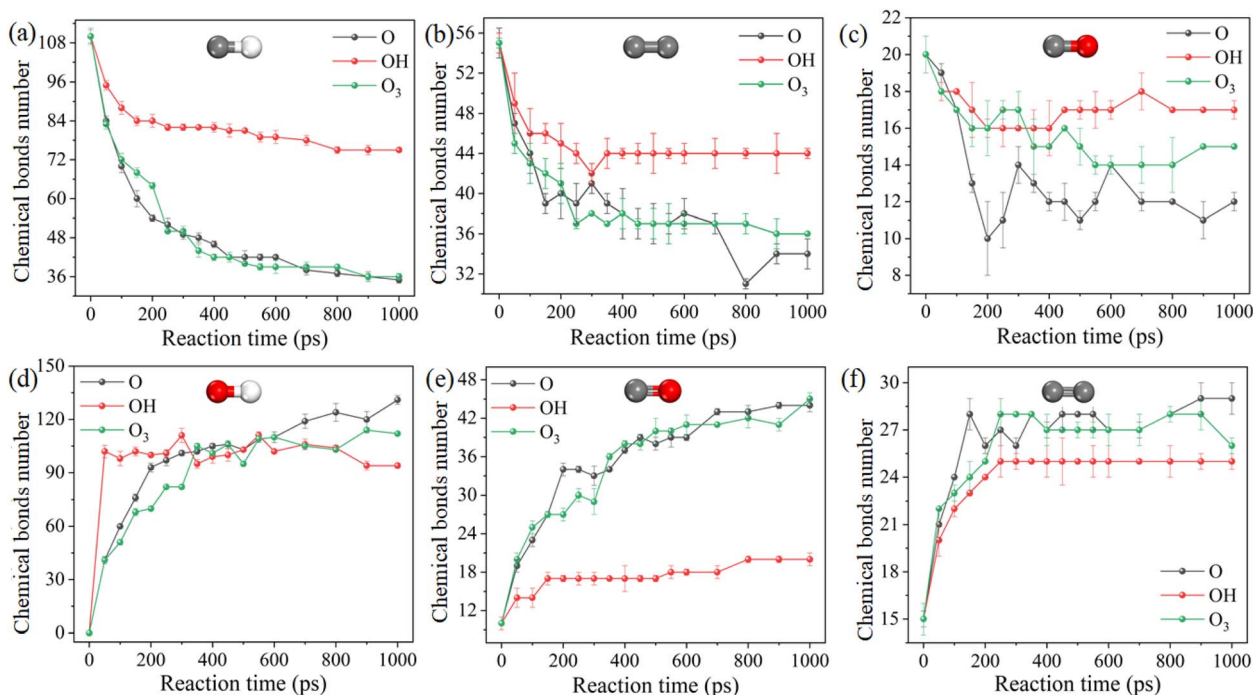 (a)
Chemical bonds number
108
96
84
72
60
48
36
O
OH
O₃
0 200 400 600 800 1000
Reaction time (ps)
(b)
Chemical bonds number
56
52
48
44
40
36
32
O
OH
O₃
0 200 400 600 800 1000
Reaction time (ps)
(c)
Chemical bonds number
22
20
18
16
14
12
10
8
O
OH
O₃
0 200 400 600 800 1000
Reaction time (ps)
(d)
Chemical bonds number
150
120
90
60
30
0
O
OH
O₃
0 200 400 600 800 1000
Reaction time (ps)
(e)
Chemical bonds number
48
42
36
30
24
18
12
O
OH
O₃
0 200 400 600 800 1000
Reaction time (ps)
(f)
Chemical bonds number
30
27
24
21
18
15
O
OH
O₃
0 200 400 600 800 1000
Reaction time (ps)